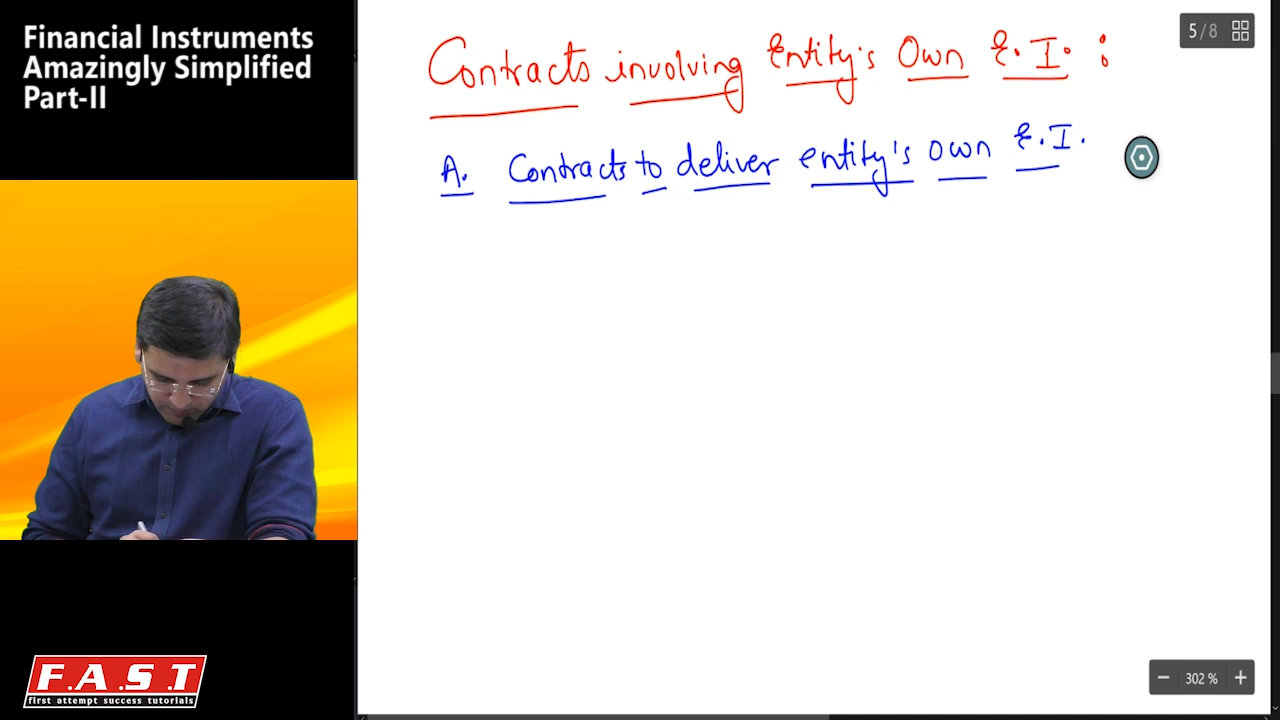 Financial Instruments
Amazingly Simplified
Part-II
Contracts involving Entity's Own E.I. :
A. Contracts to deliver entity's own E.I.
5 / 8
302 %
F.A.S.T
first attempt success tutorials